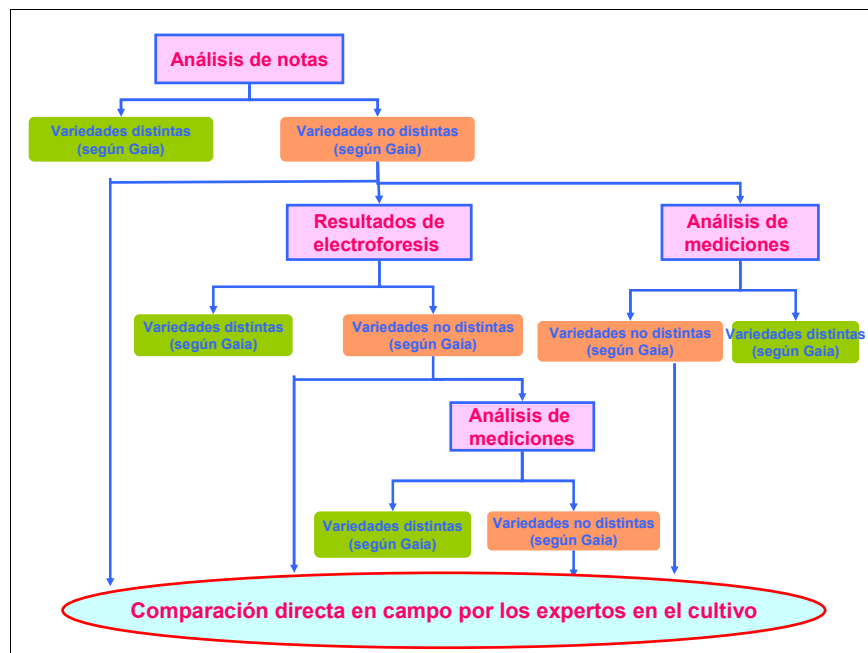 Análisis de notas
Variedades distintas
(según Gaia)
Variedades no distintas
(según Gaia)
Resultados de
electroforesis
Análisis de
mediciones
Variedades distintas
(según Gaia)
Variedades no distintas
(según Gaia)
Variedades no distintas
(según Gaia)
Variedades distintas
(según Gaia)
Análisis de
mediciones
Variedades distintas
(según Gaia)
Variedades no distintas
(según Gaia)
Comparación directa en campo por los expertos en el cultivo